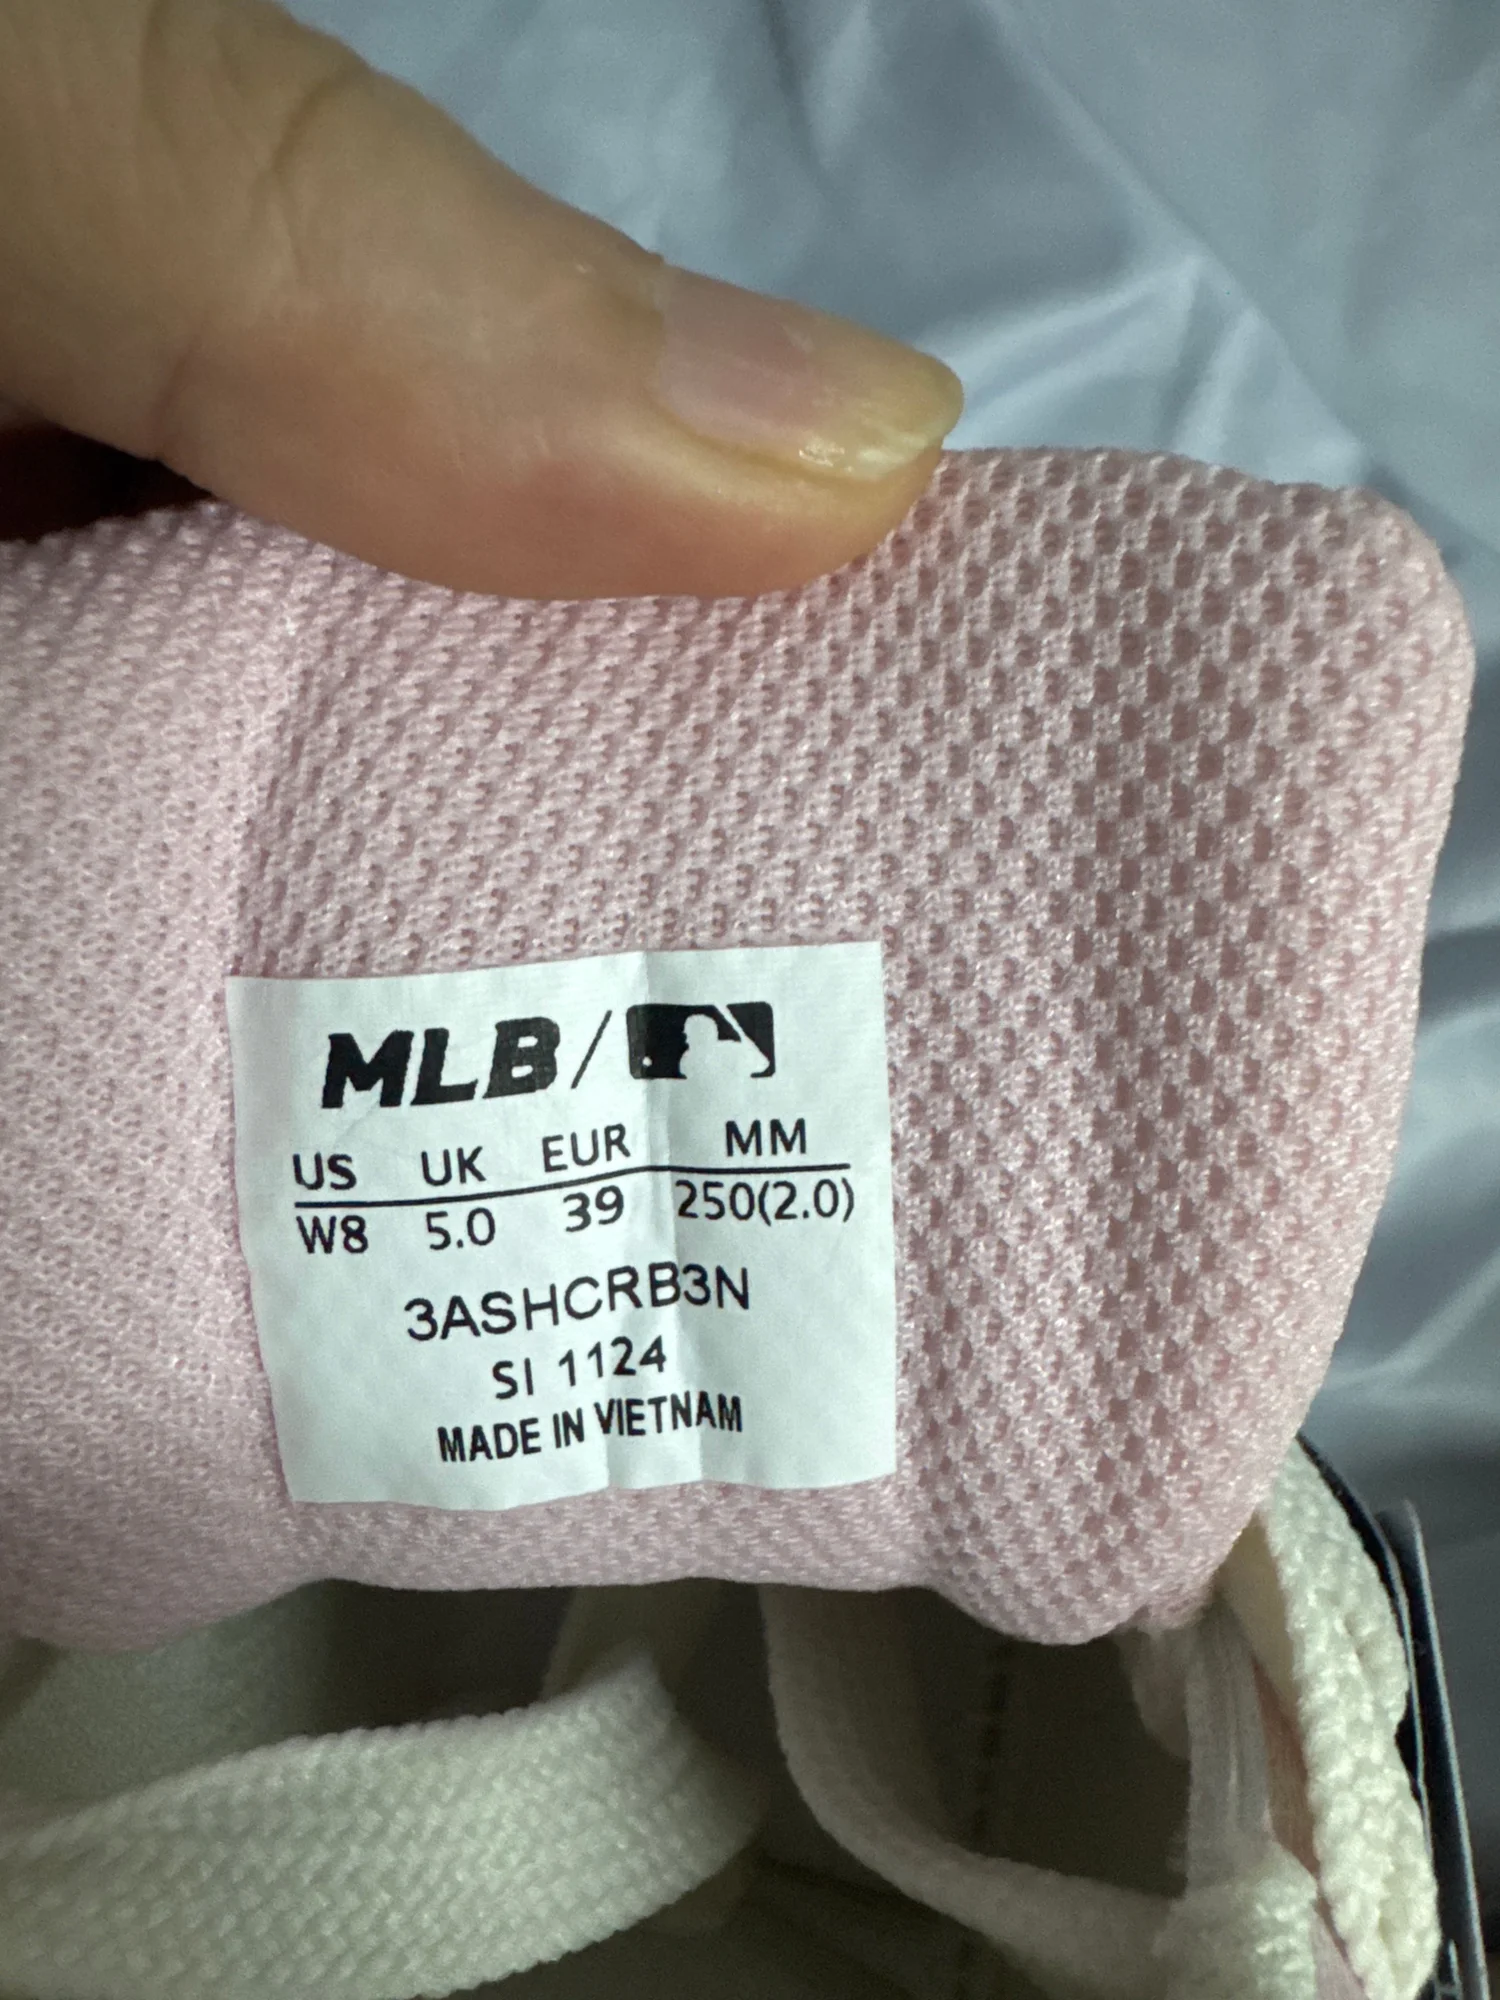 MLB/
US UK EUR MM
W8 5.0 39 250(2.0)
3ASHCRB3N
SI 1124
MADE IN VIETNAM